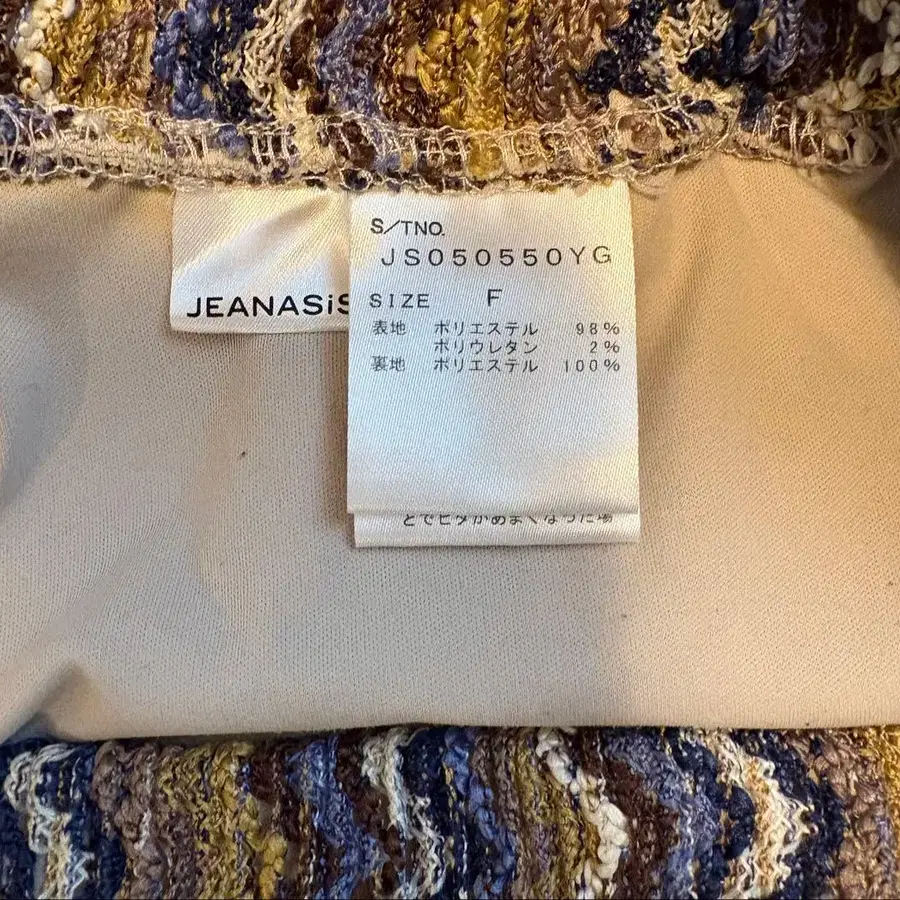 S/TNO.
JS050550YG
JEANASiS
SIZE F
表地 ポリエステル 98%
ポリウレタン 2%
裏地 ポリエステル 100%